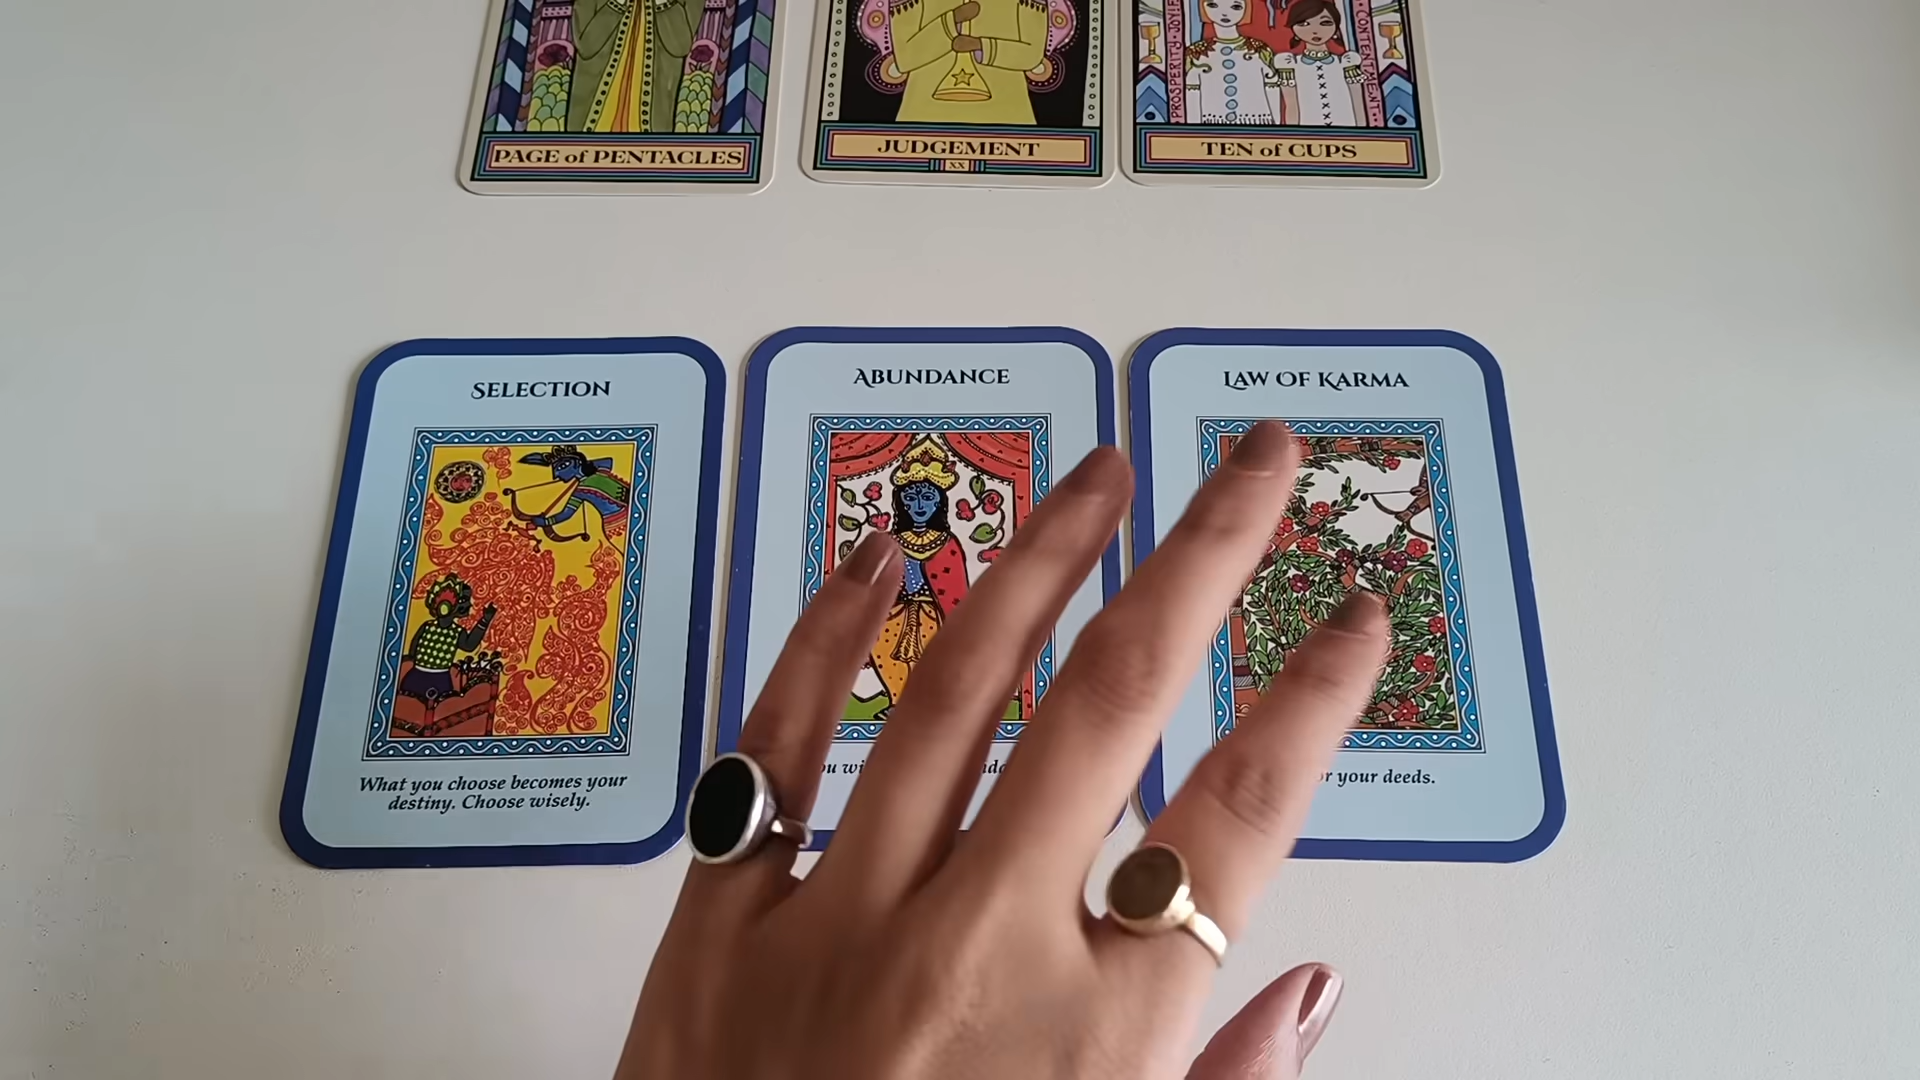 PROSPERITY · JOY!
CONTENTMENT
PAGE of PENTACLES
JUDGEMENT
XX
TEN of CUPS
SELECTION
ABUNDANCE
LAW OF KARMA
What you choose becomes your
destiny. Choose wisely.
your deeds.